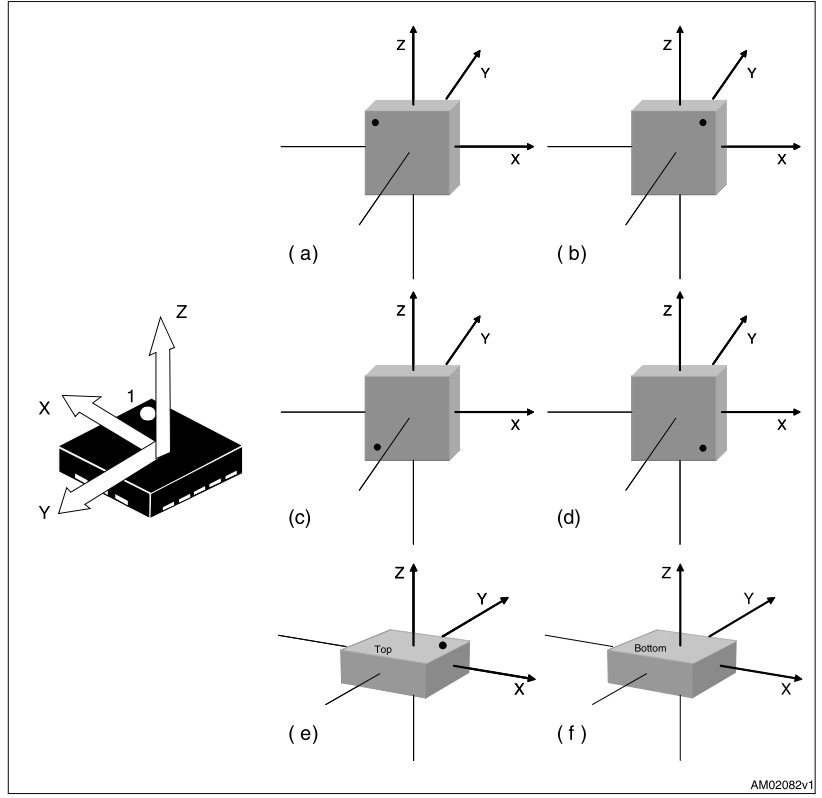 Z
Y
X
( a)
Z
Y
X
( b)
Z
X
1
Y
Z
Y
X
(c)
Z
Y
X
(d)
Z
Y
Top
X
( e)
Z
Y
Bottom
X
( f )
AM02082v1